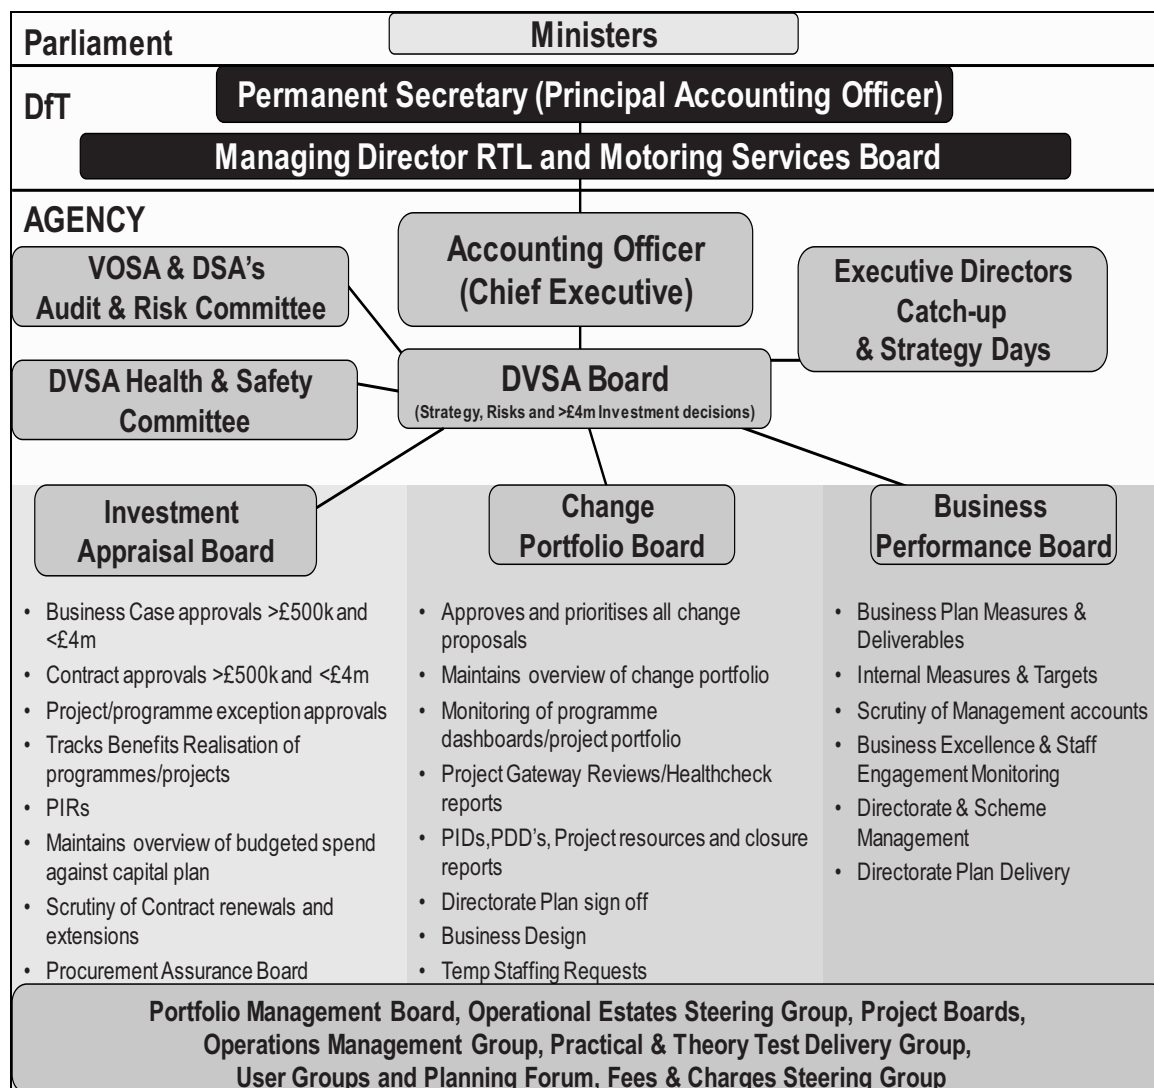 Parliament
Ministers
DfT
Permanent Secretary (Principal Accounting Officer)
Managing Director RTL and Motoring Services Board
AGENCY
VOSA & DSA's
Audit & Risk Committee
Accounting Officer
(Chief Executive)
Executive Directors
Catch-up
& Strategy Days
DVSA Health & Safety
Committee
DVSA Board
(Strategy, Risks and >£4m Investment decisions)
Investment
Appraisal Board
• Business Case approvals >£500k and
<£4m
• Contract approvals >£500k and <£4m
• Project/programme exception approvals
• Tracks Benefits Realisation of
programmes/projects
• PIRs
• Maintains overview of budgeted spend
against capital plan
• Scrutiny of Contract renewals and
extensions
• Procurement Assurance Board
Change
Portfolio Board
• Approves and prioritises all change
proposals
• Maintains overview of change portfolio
• Monitoring of programme
dashboards/project portfolio
• Project Gateway Reviews/Healthcheck
reports
• PIDs,PDD's, Project resources and closure
reports
• Directorate Plan sign off
• Business Design
• Temp Staffing Requests
Business
Performance Board
• Business Plan Measures &
Deliverables
• Internal Measures & Targets
• Scrutiny of Management accounts
• Business Excellence & Staff
Engagement Monitoring
• Directorate & Scheme
Management
• Directorate Plan Delivery
Portfolio Management Board, Operational Estates Steering Group, Project Boards,
Operations Management Group, Practical & Theory Test Delivery Group,
User Groups and Planning Forum, Fees & Charges Steering Group